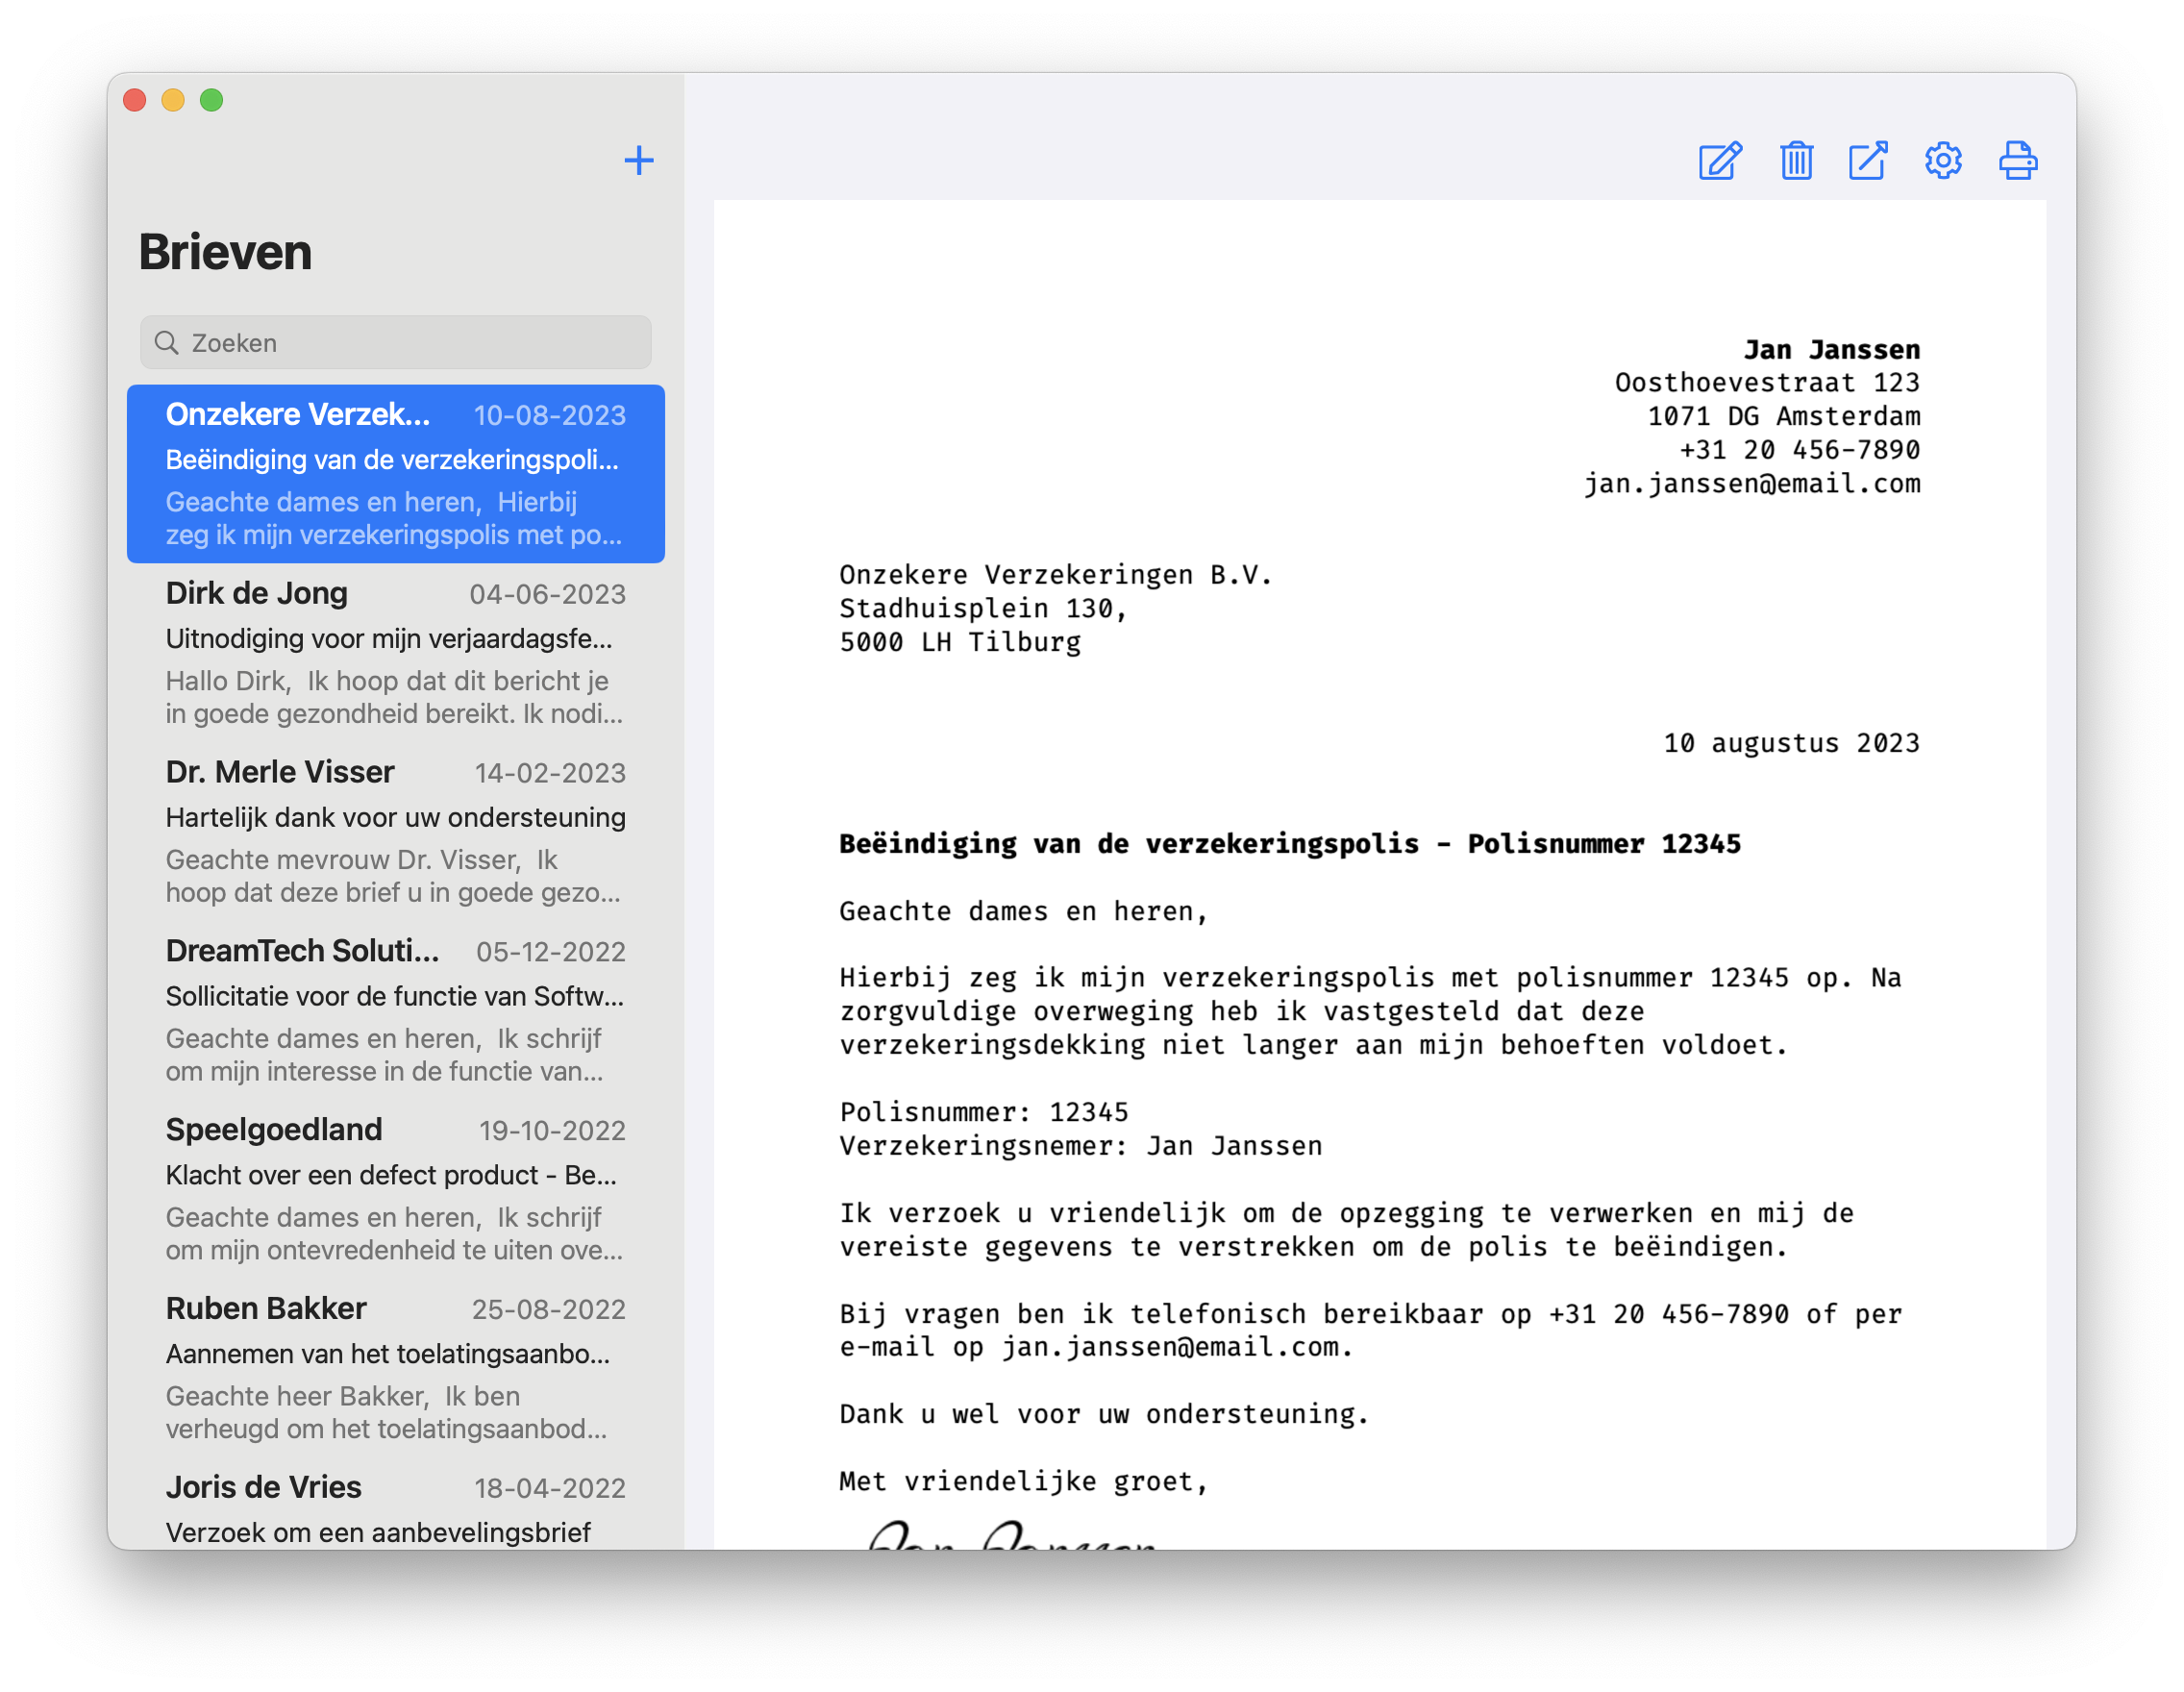 Brieven
Zoeken
Onzekere Verzek... 10-08-2023
Beëindiging van de verzekeringspoli...
Geachte dames en heren, Hierbij
zeg ik mijn verzekeringspolis met po...
Dirk de Jong 04-06-2023
Uitnodiging voor mijn verjaardagsfe...
Hallo Dirk, Ik hoop dat dit bericht je
in goede gezondheid bereikt. Ik nodi...
Dr. Merle Visser 14-02-2023
Hartelijk dank voor uw ondersteuning
Geachte mevrouw Dr. Visser, Ik
hoop dat deze brief u in goede gezo...
DreamTech Soluti... 05-12-2022
Sollicitatie voor de functie van Softw...
Geachte dames en heren, Ik schrijf
om mijn interesse in de functie van...
Speelgoedland 19-10-2022
Klacht over een defect product - Be...
Geachte dames en heren, Ik schrijf
om mijn ontevredenheid te uiten ove...
Ruben Bakker 25-08-2022
Aannemen van het toelatingsaanbo...
Geachte heer Bakker, Ik ben
verheugd om het toelatingsaanbod...
Joris de Vries 18-04-2022
Verzoek om een aanbevelingsbrief
Jan Janssen
Oosthoevestraat 123
1071 DG Amsterdam
+31 20 456-7890
jan.janssen@email.com
Onzekere Verzekeringen B.V.
Stadhuisplein 130,
5000 LH Tilburg
10 augustus 2023
Beëindiging van de verzekeringspolis - Polisnummer 12345
Geachte dames en heren,
Hierbij zeg ik mijn verzekeringspolis met polisnummer 12345 op. Na
zorgvuldige overweging heb ik vastgesteld dat deze
verzekeringsdekking niet langer aan mijn behoeften voldoet.
Polisnummer: 12345
Verzekeringsnemer: Jan Janssen
Ik verzoek u vriendelijk om de opzegging te verwerken en mij de
vereiste gegevens te verstrekken om de polis te beëindigen.
Bij vragen ben ik telefonisch bereikbaar op +31 20 456-7890 of per
e-mail op jan.janssen@email.com.
Dank u wel voor uw ondersteuning.
Met vriendelijke groet,
Jan Janssen